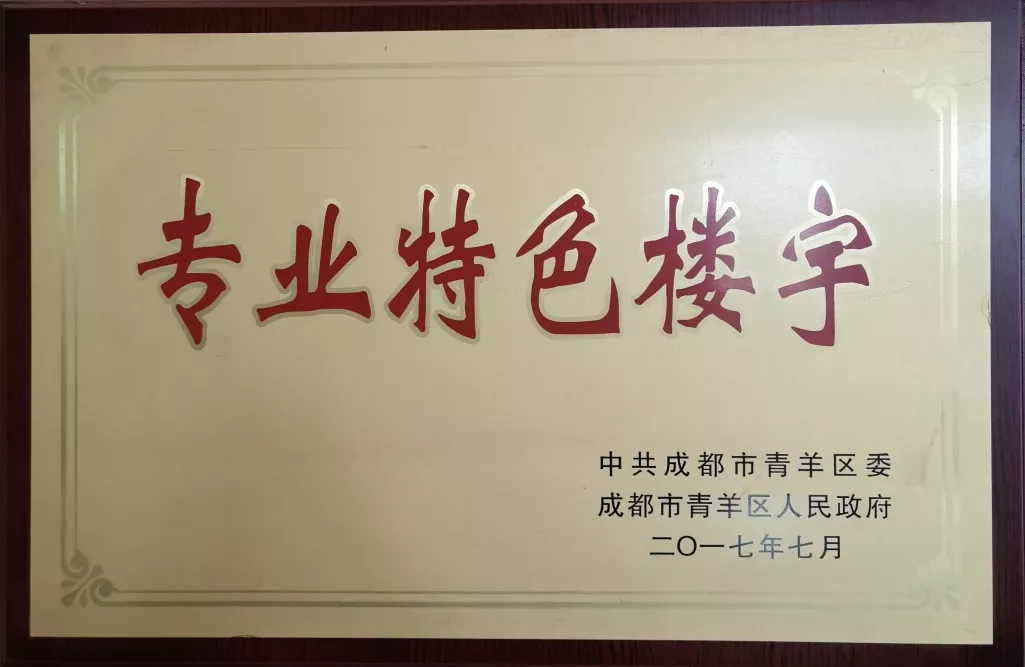 专业特色楼宇
中共成都市青羊区委
成都市青羊区人民政府
二〇一七年七月